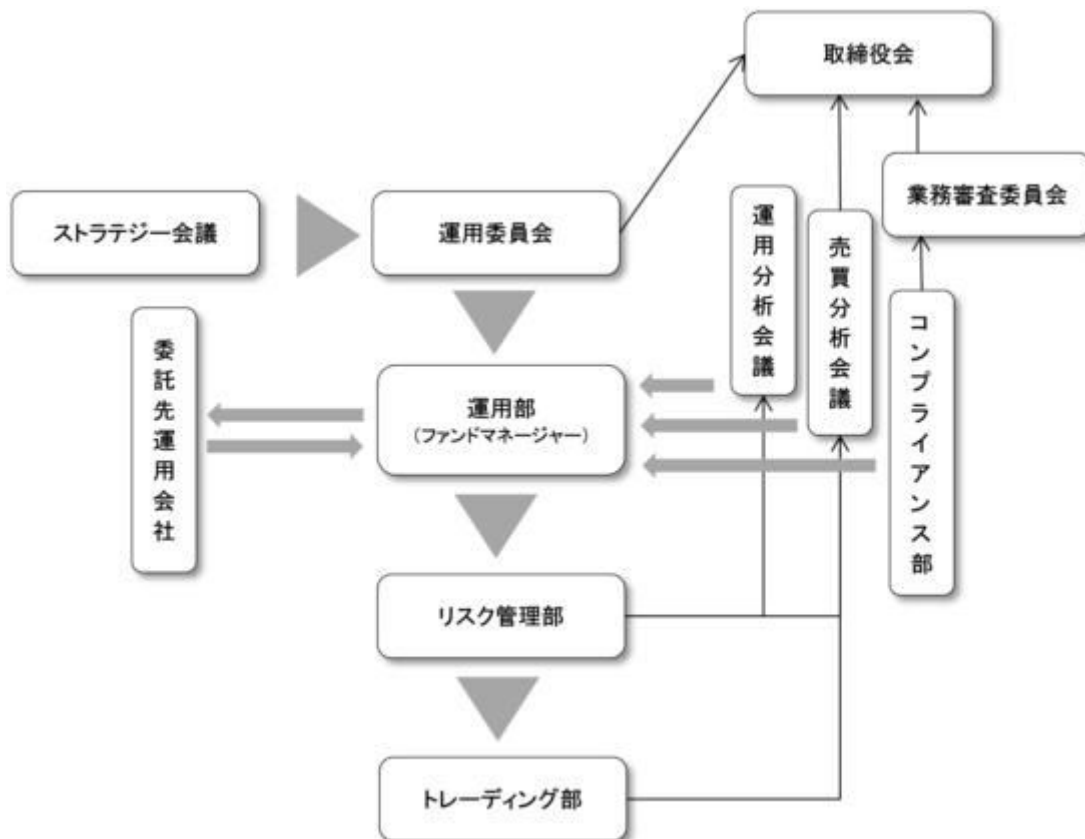 取締役会
業務審査委員会
ストラテジー会議
運用委員会
運用分析会議
売買分析会議
コンプライアンス部
委託先運用会社
運用部
(ファンドマネージャー)
リスク管理部
トレーディング部